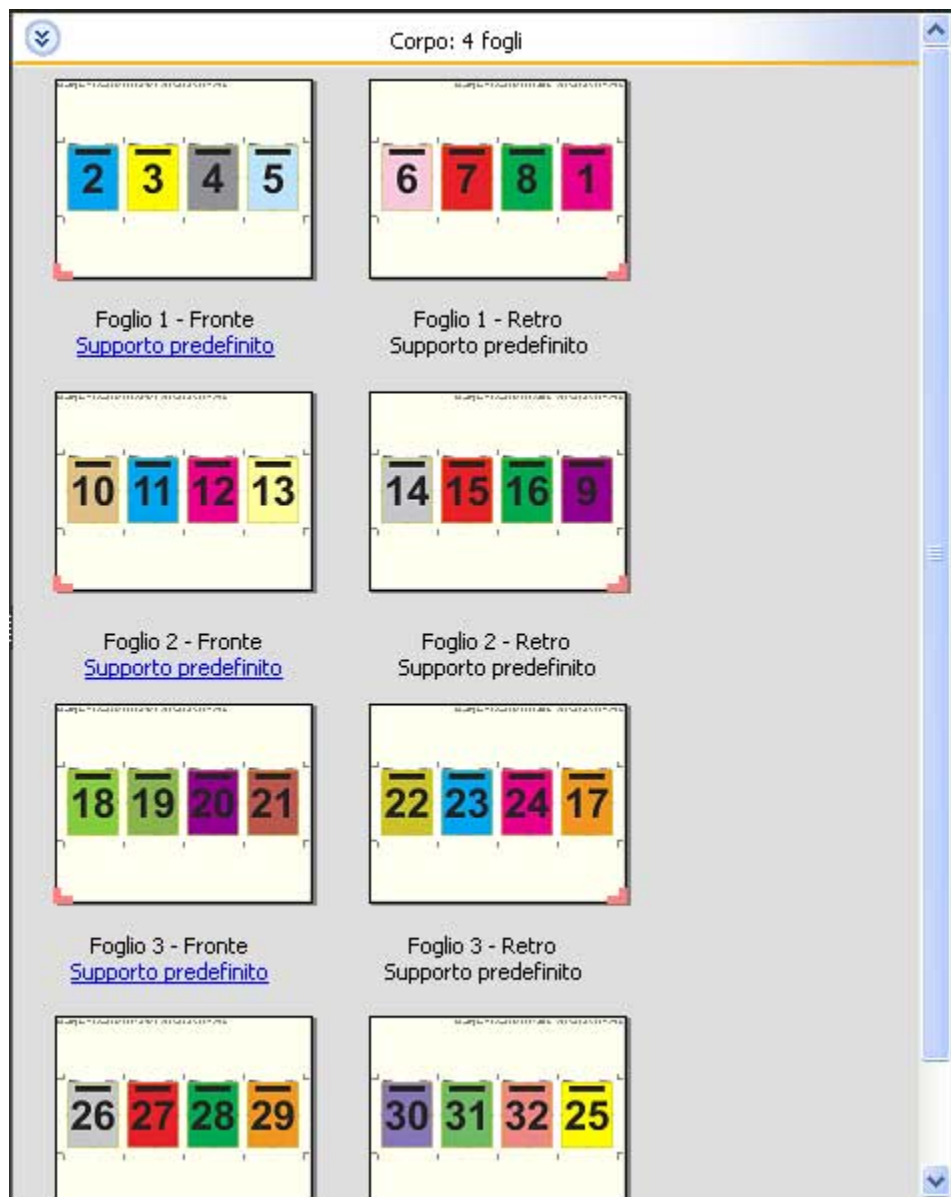 Corpo: 4 fogli
2 3 4 5
6 7 8 1
Foglio 1 - Fronte
Supporto predefinito
Foglio 1 - Retro
Supporto predefinito
10 11 12 13
14 15 16 9
Foglio 2 - Fronte
Supporto predefinito
Foglio 2 - Retro
Supporto predefinito
18 19 20 21
22 23 24 17
Foglio 3 - Fronte
Supporto predefinito
Foglio 3 - Retro
Supporto predefinito
26 27 28 29
30 31 32 25